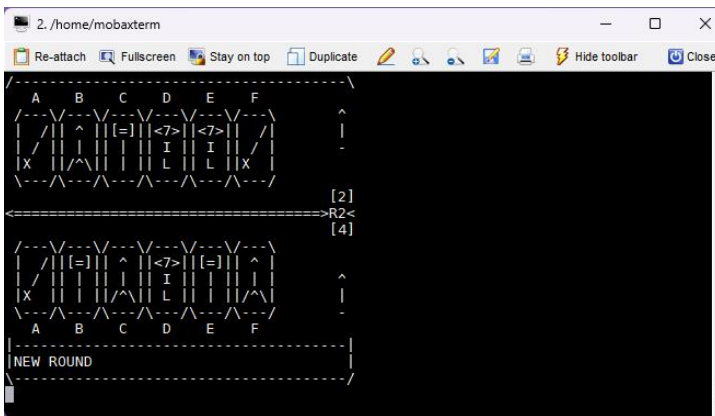 2. /home/mobaxterm
Re-attach Fullscreen Stay on top Duplicate Hide toolbar Close
/--------------------------------------\
A B C D E F
/---\/---\/---\/---\/---\/---\ ^
|  /|| ^ ||[=]||<7>||<7>||  /| |
| / || | || | || I || I || / | -
|X  ||/^\|| | || L || L ||X  |
\---/\---/\---/\---/\---/\---/
[2]
<===================================>R2<
[4]
/---\/---\/---\/---\/---\/---\
|  /||[=]|| ^ ||<7>||[=]|| ^ |
| / || | || | || I || | || | | ^
|X  || | ||/^\|| L || | ||/^\| |
\---/\---/\---/\---/\---/\---/ -
A B C D E F
|--------------------------------------|
|NEW ROUND |
\--------------------------------------/